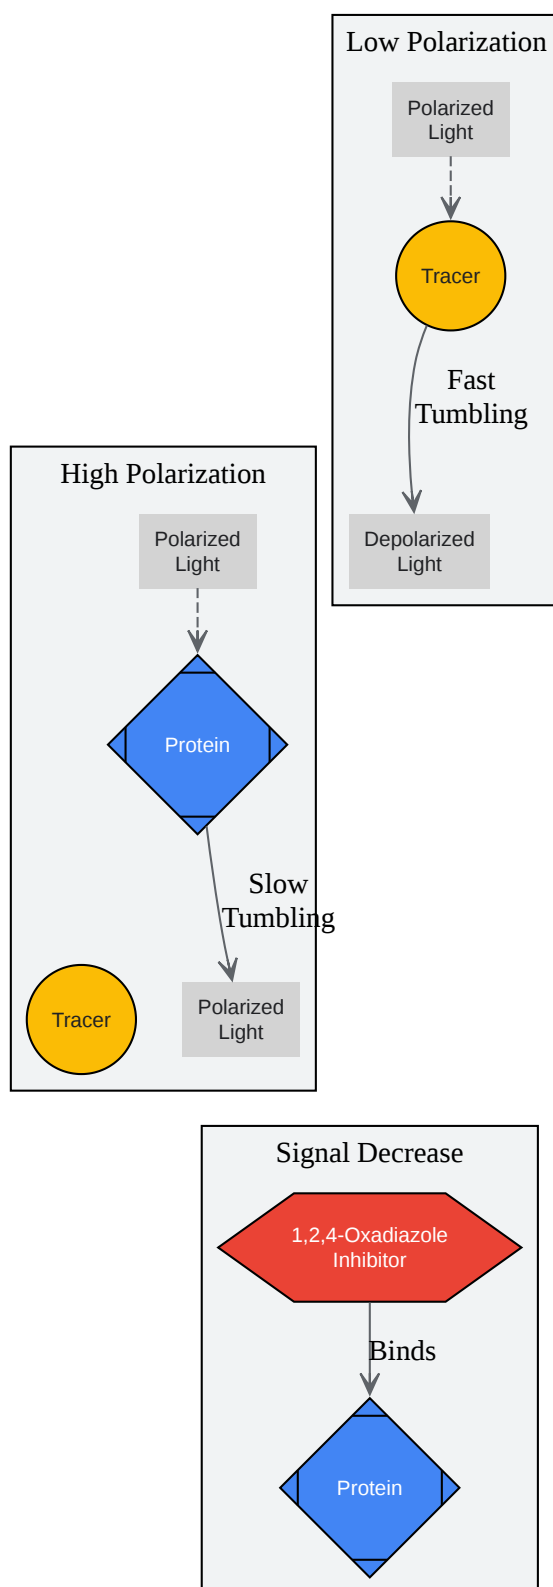 Low Polarization
Polarized
Light
Tracer
Fast
Tumbling
Depolarized
Light
High Polarization
Polarized
Light
Protein
Slow
Tumbling
Tracer
Polarized
Light
Signal Decrease
1,2,4-Oxadiazole
Inhibitor
Binds
Protein